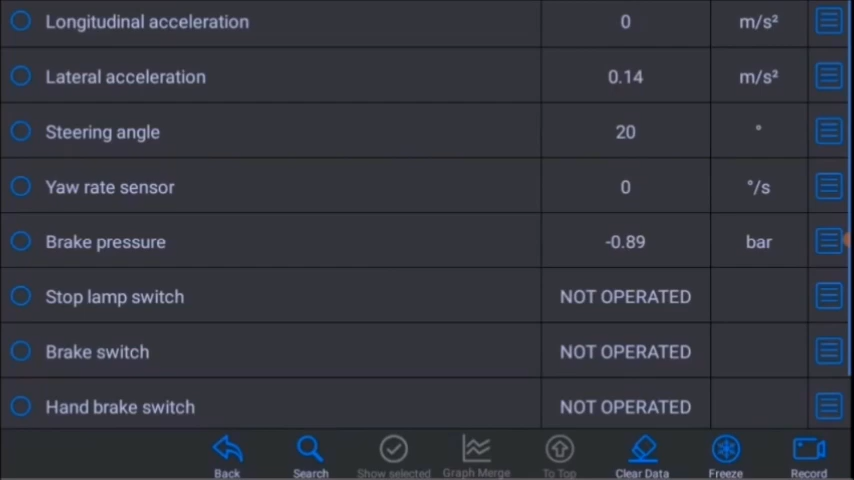 Longitudinal acceleration 0 m/s²
Lateral acceleration 0.14 m/s²
Steering angle 20 °
Yaw rate sensor 0 °/s
Brake pressure -0.89 bar
Stop lamp switch NOT OPERATED
Brake switch NOT OPERATED
Hand brake switch NOT OPERATED
Back Search Show selected Graph Merge To Top Clear Data Freeze Record